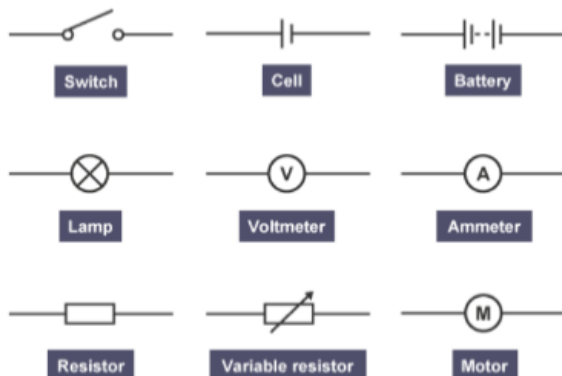 Switch
Cell
Battery
V
A
Lamp
Voltmeter
Ammeter
M
Resistor
Variable resistor
Motor